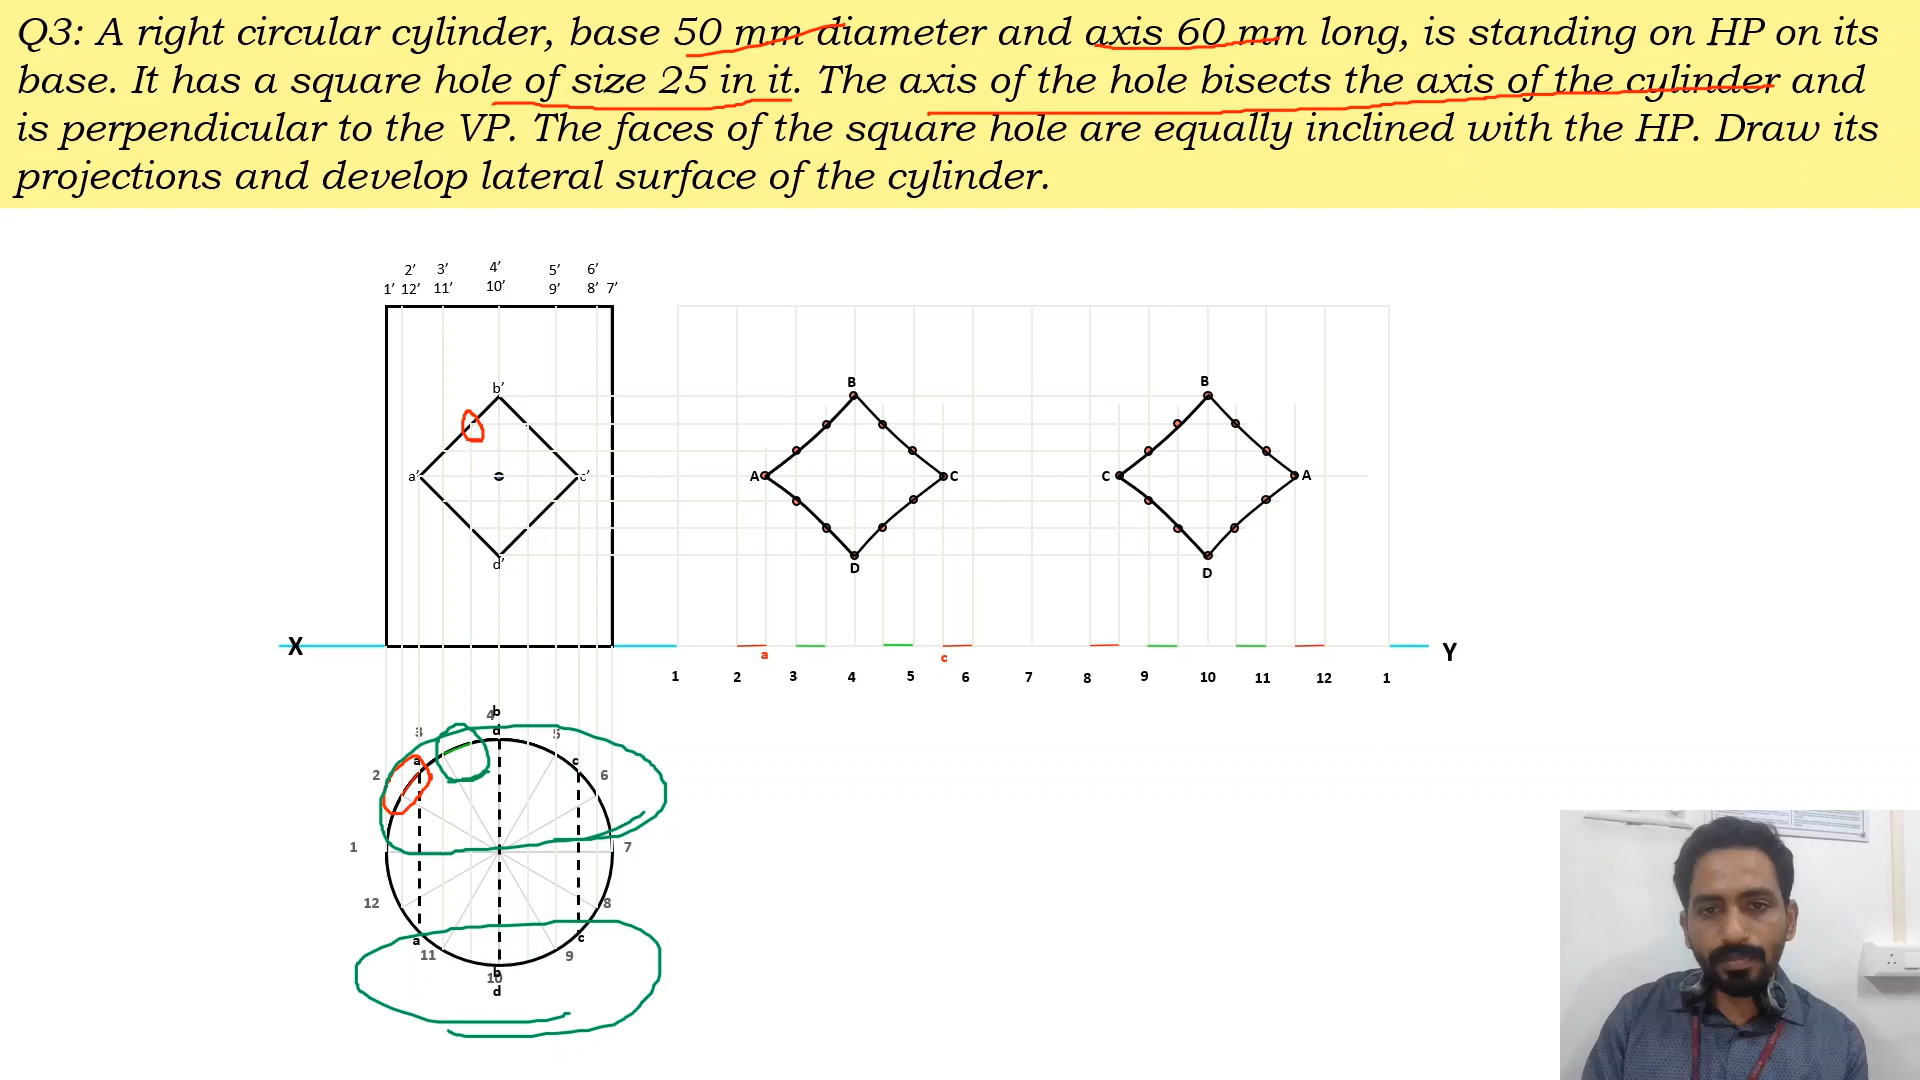 Q3: A right circular cylinder, base 50 mm diameter and axis 60 mm long, is standing on HP on its
base. It has a square hole of size 25 in it. The axis of the hole bisects the axis of the cylinder and
is perpendicular to the VP. The faces of the square hole are equally inclined with the HP. Draw its
projections and develop lateral surface of the cylinder.
2’ 3’ 4’ 5’ 6’
1’ 12’ 11’ 10’ 9’ 8’ 7’
b’ B B
a’ c’ A C C A
d’ D D
X Y
a c
1 2 3 4 5 6 7 8 9 10 11 12 1
4 b
3 d 5
a c
2 6
1 7
12 8
a c
11 9
10 b
d